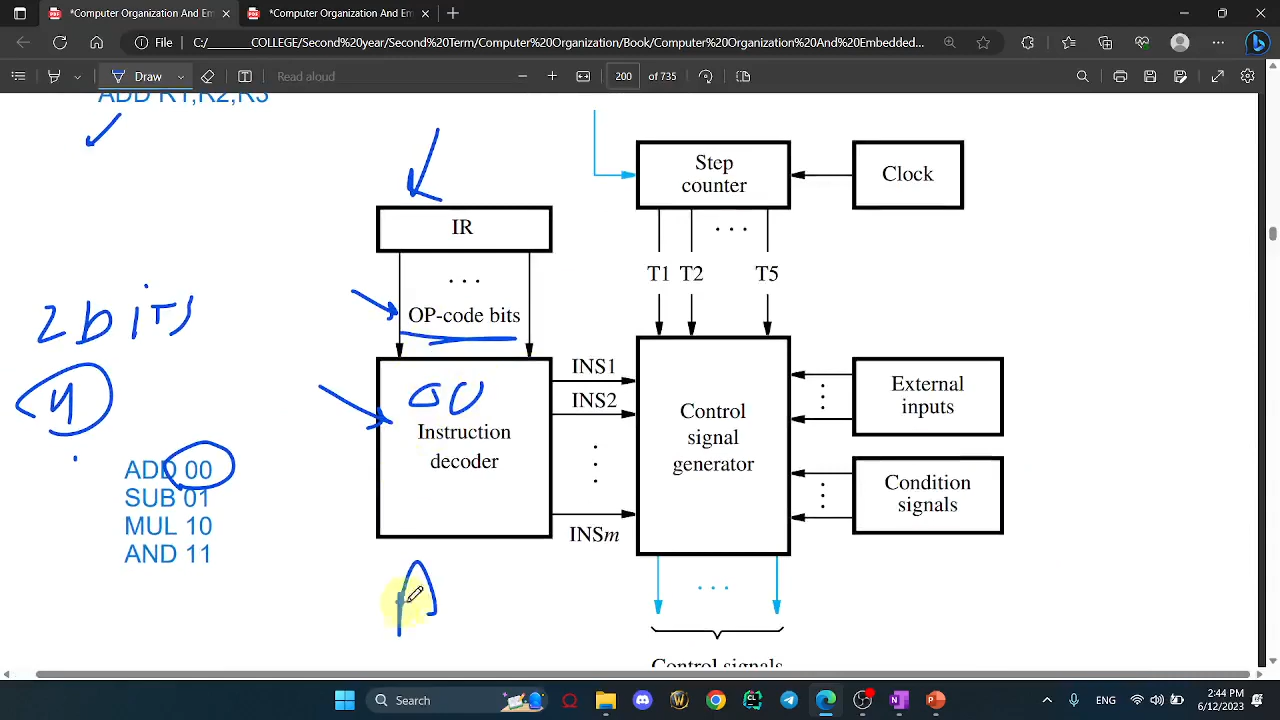 *Computer Organization And Em
*Computer Organization And Em
File
C:/______COLLEGE/Second%20year/Second%20Term/Computer%20Organization/Book/Computer%20Organization%20And%20Embedded...
Draw
Read aloud
200 of 735
ADD R1,R2,R3
Step
counter
Clock
IR
...
...
T1 T2 T5
OP-code bits
2 bits
4
00
INS1
INS2
INSm
Instruction
decoder
Control
signal
generator
External
inputs
Condition
signals
ADD 00
SUB 01
MUL 10
AND 11
...
Control signals
Search
ENG
2:44 PM
6/12/2023